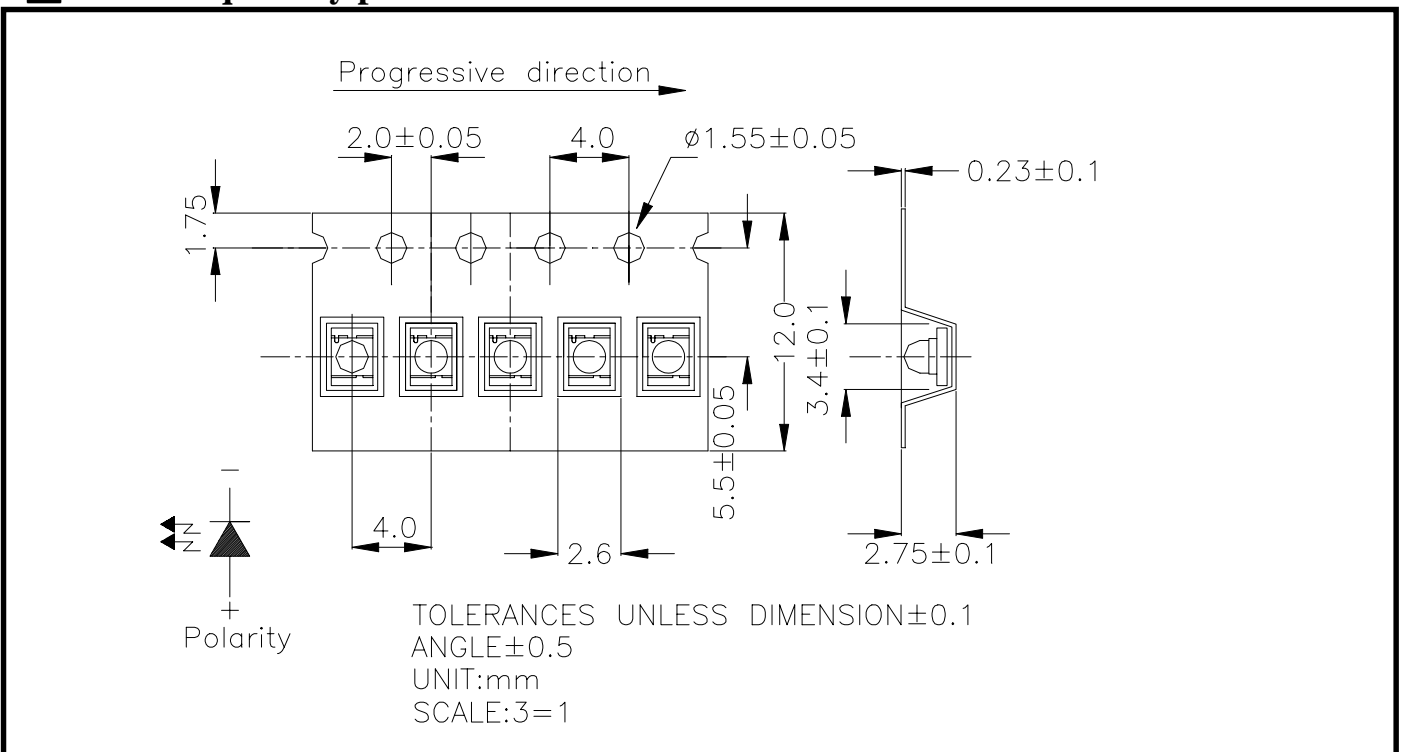 Progressive direction
2.0±0.05
4.0
ø1.55±0.05
0.23±0.1
1.75
12.0
3.4±0.1
5.5±0.05
4.0
2.6
2.75±0.1
−
+
Polarity
TOLERANCES UNLESS DIMENSION±0.1
ANGLE±0.5
UNIT:mm
SCALE:3=1